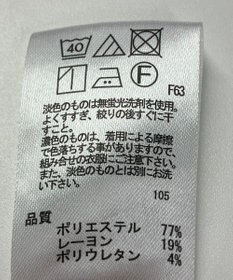 40
F
F63
淡色のものは無蛍光洗剤を使用。
よくすすぎ、絞りの後すぐに干
すこと。
濃色のものは、着用による摩擦
で色落ちする事がありますので、
組み合せの衣服にご注意下さい。
また、淡色のものとは別にお洗
い下さい。
105
品質
ポリエステル 77%
レーヨン 19%
ポリウレタン 4%